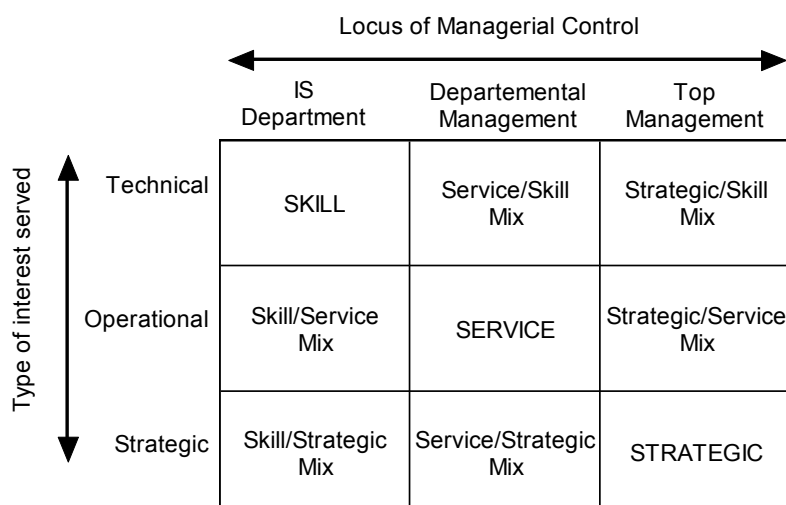 Locus of Managerial Control
IS
Department
Departemental
Management
Top
Management
Type of interest served
Technical
SKILL
Service/Skill
Mix
Strategic/Skill
Mix
Operational
Skill/Service
Mix
SERVICE
Strategic/Service
Mix
Strategic
Skill/Strategic
Mix
Service/Strategic
Mix
STRATEGIC